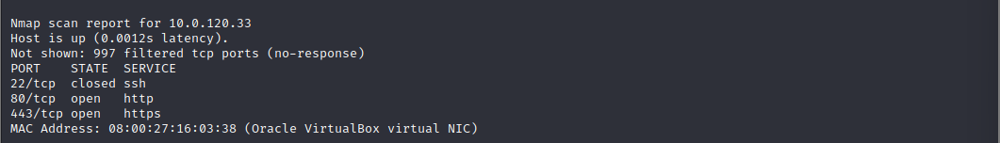 Nmap scan report for 10.0.120.33
Host is up (0.0012s latency).
Not shown: 997 filtered tcp ports (no-response)
PORT    STATE  SERVICE
22/tcp  closed ssh
80/tcp  open   http
443/tcp open   https
MAC Address: 08:00:27:16:03:38 (Oracle VirtualBox virtual NIC)